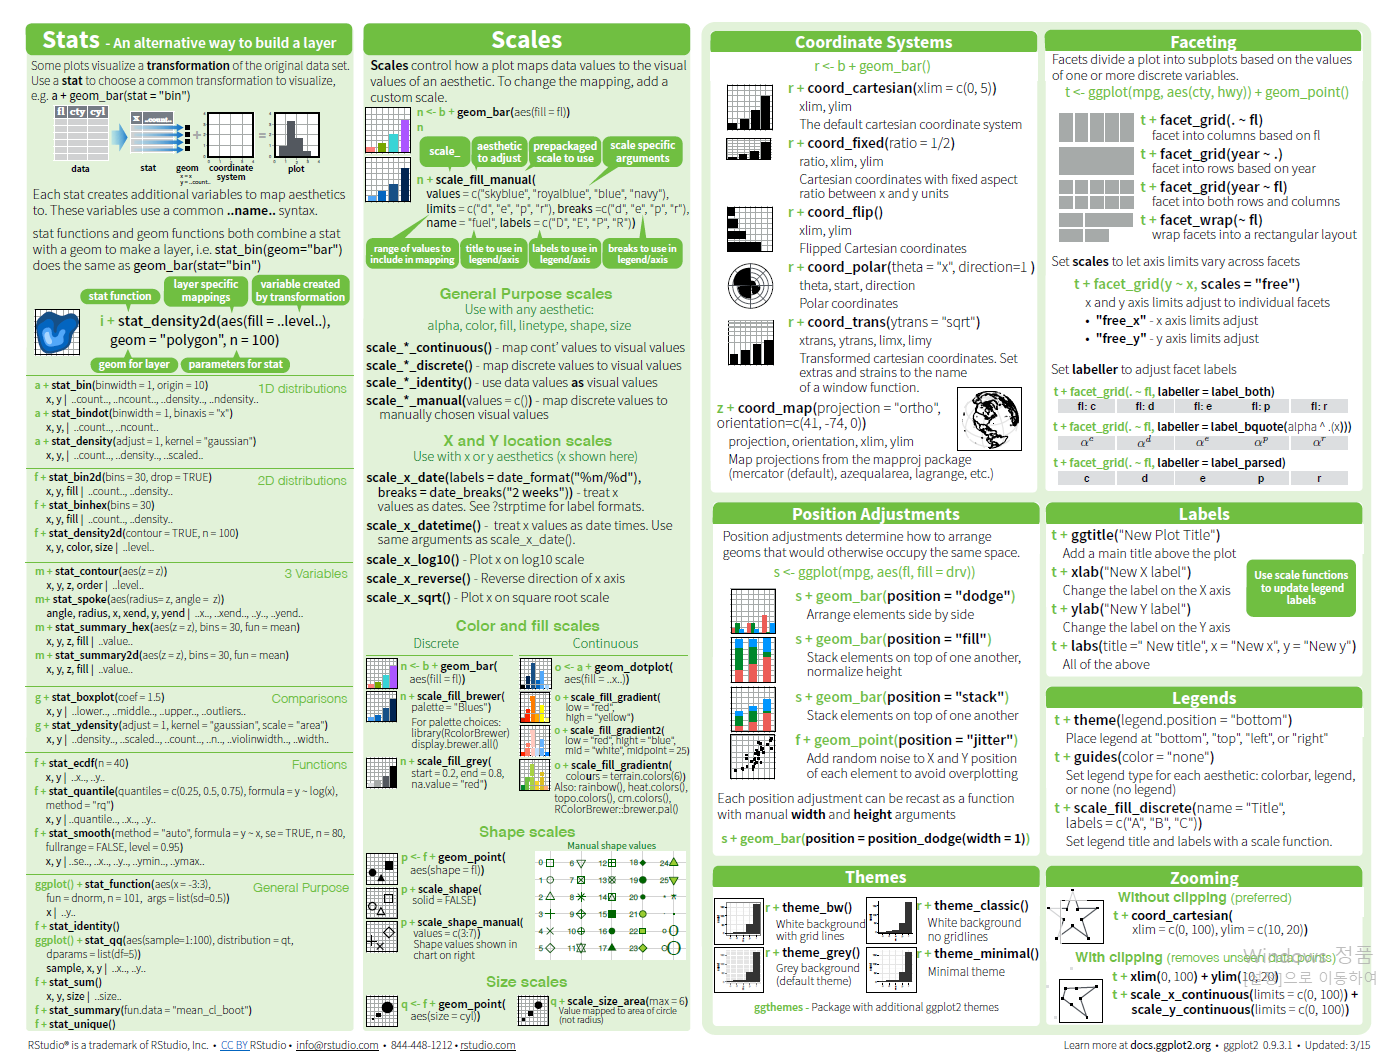 Stats - An alternative way to build a layer
Some plots visualize a transformation of the original data set.
Use a stat to choose a common transformation to visualize,
e.g. a + geom_bar(stat = "bin")
fl cty cyl
x ..count..
data
stat
geom
x = x
y = ..count..
coordinate
system
plot
Each stat creates additional variables to map aesthetics
to. These variables use a common ..name.. syntax.
stat functions and geom functions both combine a stat
with a geom to make a layer, i.e. stat_bin(geom="bar")
does the same as geom_bar(stat="bin")
stat function
layer specific
mappings
variable created
by transformation
i + stat_density2d(aes(fill = ..level..),
geom = "polygon", n = 100)
geom for layer
parameters for stat
a + stat_bin(binwidth = 1, origin = 10)
1D distributions
x, y | ..count.., ..ncount.., ..density.., ..ndensity..
a + stat_bindot(binwidth = 1, binaxis = "x")
x, y, | ..count.., ..ncount..
a + stat_density(adjust = 1, kernel = "gaussian")
x, y, | ..count.., ..density.., ..scaled..
f + stat_bin2d(bins = 30, drop = TRUE)
2D distributions
x, y, fill | ..count.., ..density..
f + stat_binhex(bins = 30)
x, y, fill | ..count.., ..density..
f + stat_density2d(contour = TRUE, n = 100)
x, y, color, size | ..level..
m + stat_contour(aes(z = z))
3 Variables
x, y, z, order | ..level..
m+ stat_spoke(aes(radius= z, angle = z))
angle, radius, x, xend, y, yend | ..x.., ..xend.., ..y.., ..yend..
m + stat_summary_hex(aes(z = z), bins = 30, fun = mean)
x, y, z, fill | ..value..
m + stat_summary2d(aes(z = z), bins = 30, fun = mean)
x, y, z, fill | ..value..
g + stat_boxplot(coef = 1.5)
Comparisons
x, y | ..lower.., ..middle.., ..upper.., ..outliers..
g + stat_ydensity(adjust = 1, kernel = "gaussian", scale = "area")
x, y | ..density.., ..scaled.., ..count.., ..n.., ..violinwidth.., ..width..
f + stat_ecdf(n = 40)
Functions
x, y | ..x.., ..y..
f + stat_quantile(quantiles = c(0.25, 0.5, 0.75), formula = y ~ log(x),
method = "rq")
x, y | ..quantile.., ..x.., ..y..
f + stat_smooth(method = "auto", formula = y ~ x, se = TRUE, n = 80,
fullrange = FALSE, level = 0.95)
x, y | ..se.., ..x.., ..y.., ..ymin.., ..ymax..
ggplot() + stat_function(aes(x = -3:3),
General Purpose
fun = dnorm, n = 101, args = list(sd=0.5))
x | ..y..
f + stat_identity()
ggplot() + stat_qq(aes(sample=1:100), distribution = qt,
dparams = list(df=5))
sample, x, y | ..x.., ..y..
f + stat_sum()
x, y, size | ..size..
f + stat_summary(fun.data = "mean_cl_boot")
f + stat_unique()
Scales
Scales control how a plot maps data values to the visual
values of an aesthetic. To change the mapping, add a
custom scale.
n <- b + geom_bar(aes(fill = fl))
n
scale_
aesthetic
to adjust
prepackaged
scale to use
scale specific
arguments
n + scale_fill_manual(
values = c("skyblue", "royalblue", "blue", "navy"),
limits = c("d", "e", "p", "r"), breaks =c("d", "e", "p", "r"),
name = "fuel", labels = c("D", "E", "P", "R"))
range of values to
include in mapping
title to use in
legend/axis
labels to use in
legend/axis
breaks to use in
legend/axis
General Purpose scales
Use with any aesthetic:
alpha, color, fill, linetype, shape, size
scale_*_continuous() - map cont' values to visual values
scale_*_discrete() - map discrete values to visual values
scale_*_identity() - use data values as visual values
scale_*_manual(values = c()) - map discrete values to
manually chosen visual values
X and Y location scales
Use with x or y aesthetics (x shown here)
scale_x_date(labels = date_format("%m/%d"),
breaks = date_breaks("2 weeks")) - treat x
values as dates. See ?strptime for label formats.
scale_x_datetime() - treat x values as date times. Use
same arguments as scale_x_date().
scale_x_log10() - Plot x on log10 scale
scale_x_reverse() - Reverse direction of x axis
scale_x_sqrt() - Plot x on square root scale
Color and fill scales
Discrete
Continuous
n <- b + geom_bar(
aes(fill = fl))
n + scale_fill_brewer(
palette = "Blues")
For palette choices:
library(RcolorBrewer)
display.brewer.all()
n + scale_fill_grey(
start = 0.2, end = 0.8,
na.value = "red")
o <- a + geom_dotplot(
aes(fill = ..x..))
o + scale_fill_gradient(
low = "red",
high = "yellow")
o + scale_fill_gradient2(
low = "red", hight = "blue",
mid = "white", midpoint = 25)
o + scale_fill_gradientn(
colours = terrain.colors(6))
Also: rainbow(), heat.colors(),
topo.colors(), cm.colors(),
RColorBrewer::brewer.pal()
Shape scales
p <- f + geom_point(
aes(shape = fl))
p + scale_shape(
solid = FALSE)
p + scale_shape_manual(
values = c(3:7))
Shape values shown in
chart on right
Manual shape values
0 6 12 18 24
1 7 13 19 25
2 8 14 20 * *
3 9 15 21 . .
4 10 16 22 o O
5 11 17 23 0 O
Size scales
q <- f + geom_point(
aes(size = cyl))
q + scale_size_area(max = 6)
Value mapped to area of circle
(not radius)
Coordinate Systems
r <- b + geom_bar()
r + coord_cartesian(xlim = c(0, 5))
xlim, ylim
The default cartesian coordinate system
r + coord_fixed(ratio = 1/2)
ratio, xlim, ylim
Cartesian coordinates with fixed aspect
ratio between x and y units
r + coord_flip()
xlim, ylim
Flipped Cartesian coordinates
r + coord_polar(theta = "x", direction=1 )
theta, start, direction
Polar coordinates
r + coord_trans(ytrans = "sqrt")
xtrans, ytrans, limx, limy
Transformed cartesian coordinates. Set
extras and strains to the name
of a window function.
z + coord_map(projection = "ortho",
orientation=c(41, -74, 0))
projection, orientation, xlim, ylim
Map projections from the mapproj package
(mercator (default), azequalarea, lagrange, etc.)
Position Adjustments
Position adjustments determine how to arrange
geoms that would otherwise occupy the same space.
s <- ggplot(mpg, aes(fl, fill = drv))
s + geom_bar(position = "dodge")
Arrange elements side by side
s + geom_bar(position = "fill")
Stack elements on top of one another,
normalize height
s + geom_bar(position = "stack")
Stack elements on top of one another
f + geom_point(position = "jitter")
Add random noise to X and Y position
of each element to avoid overplotting
Each position adjustment can be recast as a function
with manual width and height arguments
s + geom_bar(position = position_dodge(width = 1))
Themes
r + theme_bw()
White background
with grid lines
r + theme_grey()
Grey background
(default theme)
r + theme_classic()
White background
no gridlines
r + theme_minimal()
Minimal theme
ggthemes - Package with additional ggplot2 themes
Faceting
Facets divide a plot into subplots based on the values
of one or more discrete variables.
t <- ggplot(mpg, aes(cty, hwy)) + geom_point()
t + facet_grid(. ~ fl)
facet into columns based on fl
t + facet_grid(year ~ .)
facet into rows based on year
t + facet_grid(year ~ fl)
facet into both rows and columns
t + facet_wrap(~ fl)
wrap facets into a rectangular layout
Set scales to let axis limits vary across facets
t + facet_grid(y ~ x, scales = "free")
x and y axis limits adjust to individual facets
• "free_x" - x axis limits adjust
• "free_y" - y axis limits adjust
Set labeller to adjust facet labels
t + facet_grid(. ~ fl, labeller = label_both)
fl: c fl: d fl: e fl: p fl: r
t + facet_grid(. ~ fl, labeller = label_bquote(alpha ^ .(x)))
α^c α^d α^e α^p α^r
t + facet_grid(. ~ fl, labeller = label_parsed)
c d e p r
Labels
t + ggtitle("New Plot Title")
Add a main title above the plot
t + xlab("New X label")
Change the label on the X axis
t + ylab("New Y label")
Change the label on the Y axis
t + labs(title =" New title", x = "New x", y = "New y")
All of the above
Use scale functions
to update legend
labels
Legends
t + theme(legend.position = "bottom")
Place legend at "bottom", "top", "left", or "right"
t + guides(color = "none")
Set legend type for each aesthetic: colorbar, legend,
or none (no legend)
t + scale_fill_discrete(name = "Title",
labels = c("A", "B", "C"))
Set legend title and labels with a scale function.
Zooming
Without clipping (preferred)
t + coord_cartesian(
xlim = c(0, 100), ylim = c(10, 20))
With clipping (removes unseen data points)
t + xlim(0, 100) + ylim(10, 20)
t + scale_x_continuous(limits = c(0, 100)) +
scale_y_continuous(limits = c(0, 100))
Windows 정품
[설정]으로 이동하여
RStudio® is a trademark of RStudio, Inc. • CC BY RStudio • info@rstudio.com • 844-448-1212 • rstudio.com
Learn more at docs.ggplot2.org • ggplot2 0.9.3.1 • Updated: 3/15